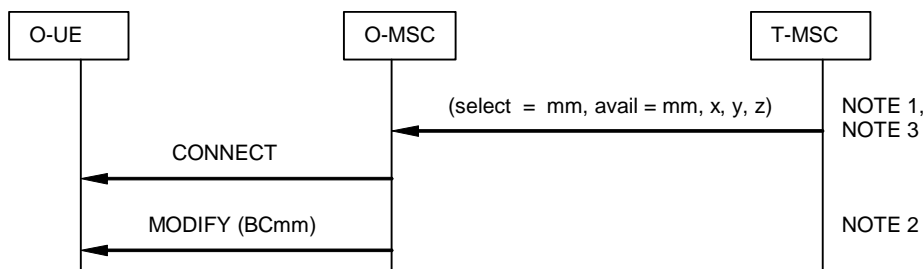 O-UE
O-MSC
T-MSC
(select = mm, avail = mm, x, y, z)
NOTE 1,
NOTE 3
CONNECT
MODIFY (BCmm)
NOTE 2